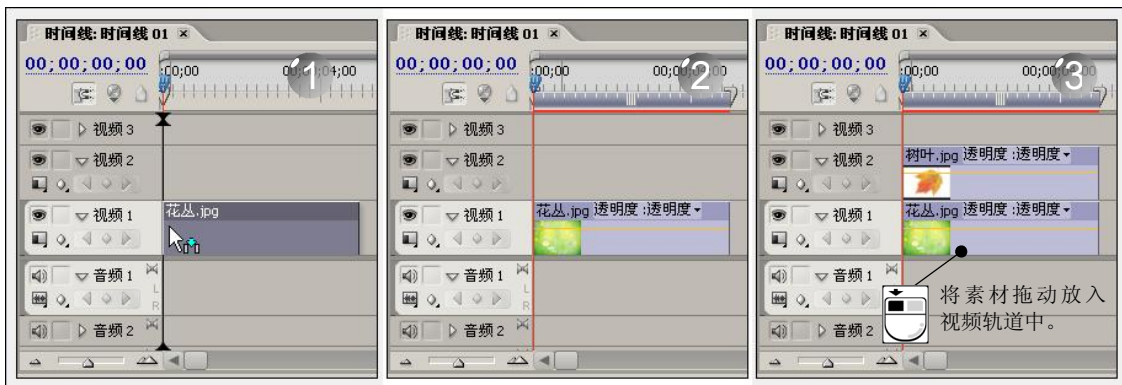 时间线: 时间线 01 ×
00;00;00;00
;00;00
00;00;04;00
1
视频 3
视频 2
视频 1
花丛.jpg
音频 1
L
R
音频 2
时间线: 时间线 01 ×
00;00;00;00
;00;00
2
视频 3
视频 2
视频 1
花丛.jpg 透明度:透明度
音频 1
L
R
音频 2
时间线: 时间线 01 ×
00;00;00;00
;00;00
3
视频 3
视频 2
树叶.jpg 透明度:透明度
视频 1
花丛.jpg 透明度:透明度
音频 1
音频 2
将素材拖动放入
视频轨道中。